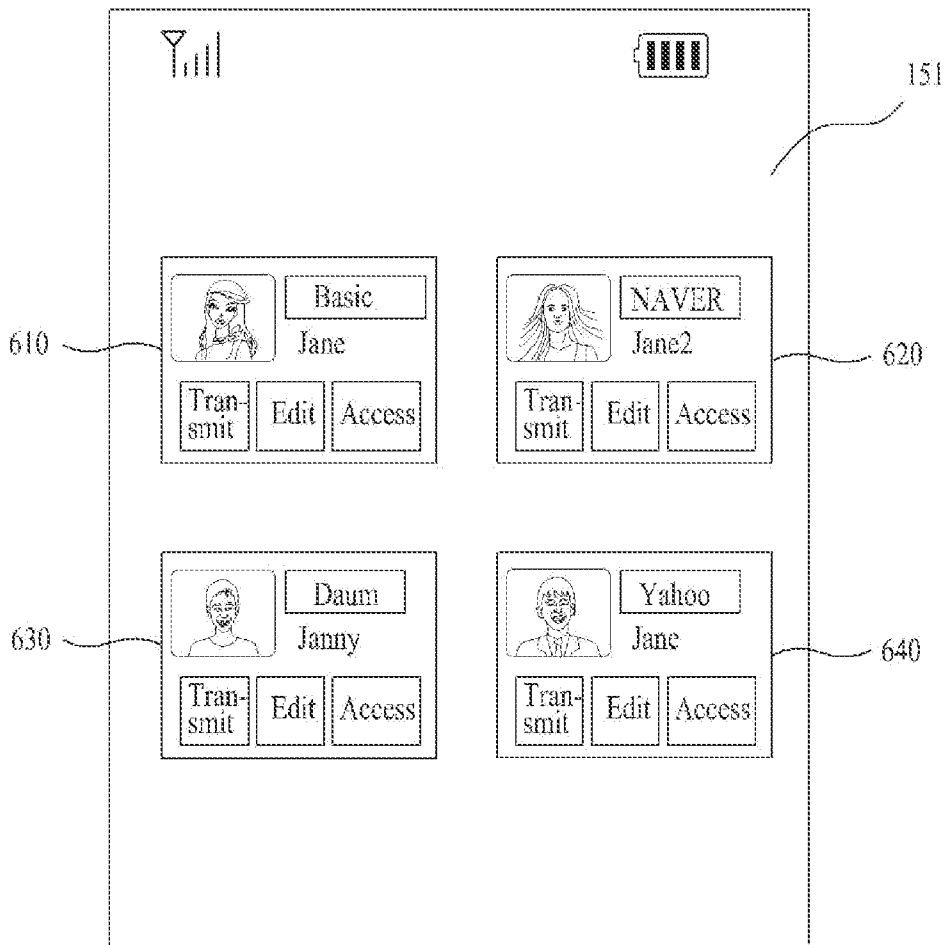 151
610
Basic
Jane
Tran-
smit
Edit
Access
620
NAVER
Jane2
Tran-
smit
Edit
Access
630
Daum
Janny
Tran-
smit
Edit
Access
640
Yahoo
Jane
Tran-
smit
Edit
Access